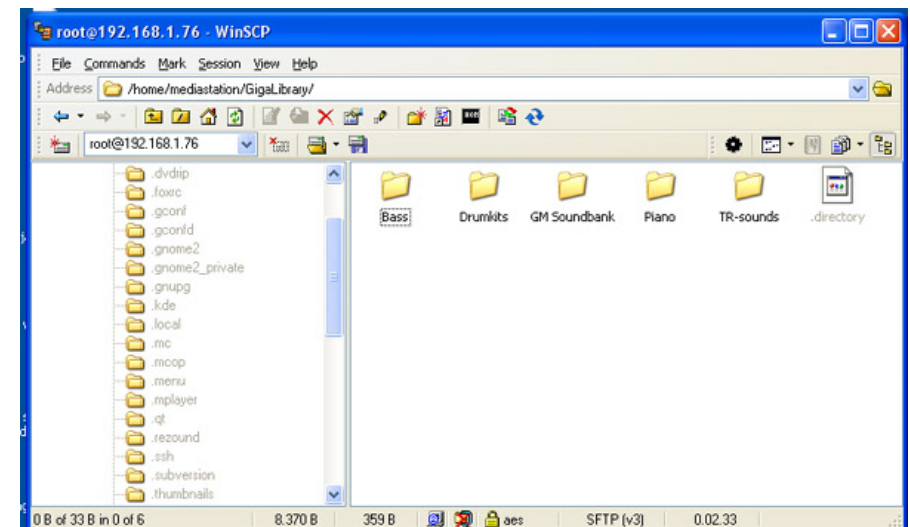 root@192.168.1.76 - WinSCP
File Commands Mark Session View Help
Address /home/mediastation/GigaLibrary/
root@192.168.1.76
.dvdrip
.foxrc
.gconf
.gconfd
.gnome2
.gnome2_private
.gnupg
.kde
.local
.mc
.mcop
.menu
.mplayer
.qt
.rezound
.ssh
.subversion
.thumbnails
Bass Drumkits GM Soundbank Piano TR-sounds .directory
0 B of 33 B in 0 of 6 8.370 B 359 B aes SFTP (v3) 0.02.33